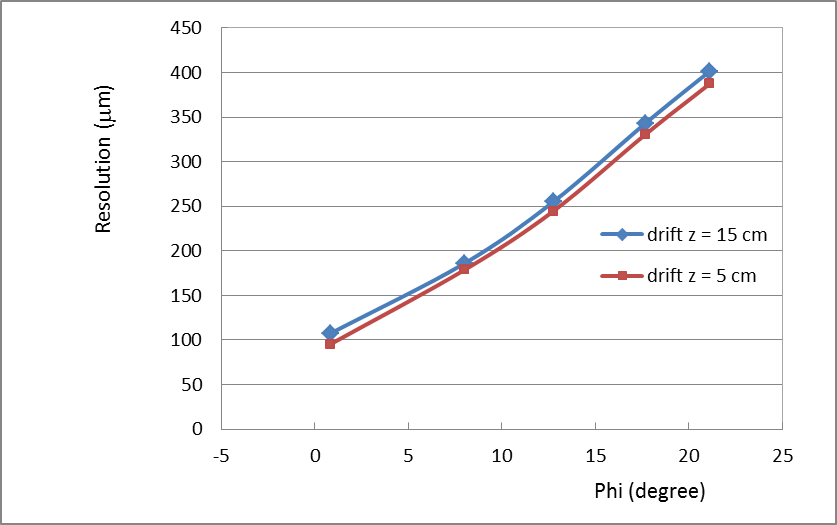 450
400
350
300
250
200
150
100
50
0
Resolution (μm)
-5 0 5 10 15 20 25
Phi (degree)
drift z = 15 cm
drift z = 5 cm